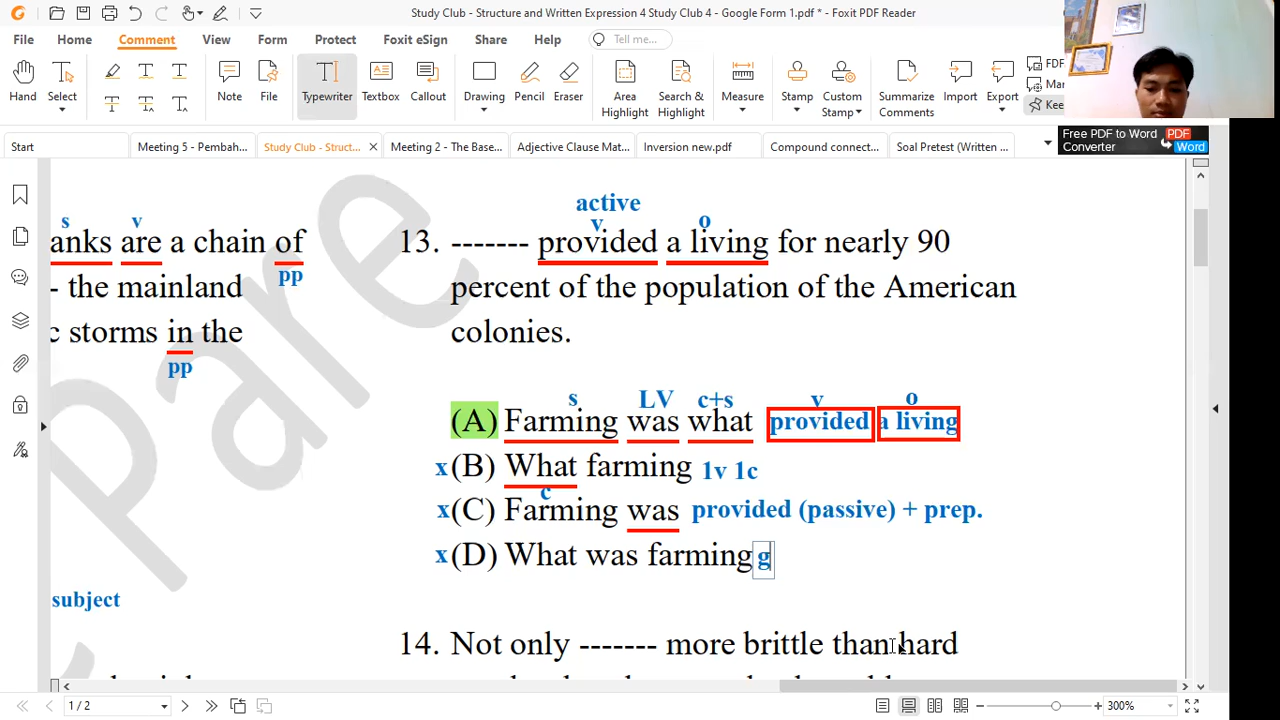 Study Club - Structure and Written Expression 4 Study Club 4 - Google Form 1.pdf * - Foxit PDF Reader
File Home Comment View Form Protect Foxit eSign Share Help Tell me...
Hand Select Note File Typewriter Textbox Callout Drawing Pencil Eraser Area Highlight Search & Highlight Measure Stamp Custom Stamp Summarize Comments Import Export
Start Meeting 5 - Pembah... Study Club - Struct... Meeting 2 - The Base... Adjective Clause Mat... Inversion new.pdf Compound connect... Soal Pretest (Written ...
Free PDF to Word Converter PDF Word
active
s v v o
anks are a chain of
pp
- the mainland
c storms in the
pp
subject
13. ------- provided a living for nearly 90
percent of the population of the American
colonies.
s LV c+s v o
(A) Farming was what provided a living
x (B) What farming 1v 1c
c
x (C) Farming was provided (passive) + prep.
x (D) What was farming g
14. Not only ------- more brittle than hard
Pare
1 / 2
300%